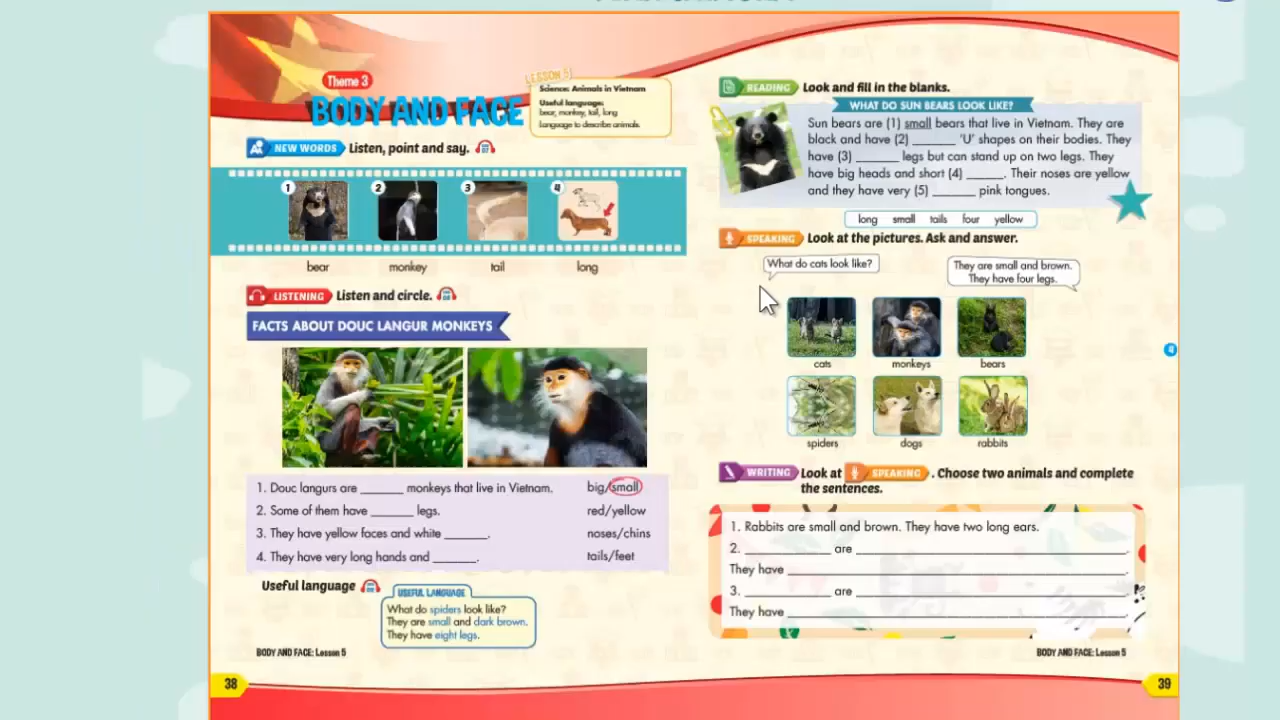 Theme 3
BODY AND FACE
LESSON 5
Science: Animals in Vietnam
Useful language:
bear, monkey, tail, long
Language to describe animals.
NEW WORDS Listen, point and say.
1 2 3 4
bear monkey tail long
LISTENING Listen and circle.
FACTS ABOUT DOUC LANGUR MONKEYS
1. Douc langurs are _______ monkeys that live in Vietnam. big/small
2. Some of them have _______ legs. red/yellow
3. They have yellow faces and white _______. noses/chins
4. They have very long hands and _______. tails/feet
Useful language
USEFUL LANGUAGE
What do spiders look like?
They are small and dark brown.
They have eight legs.
BODY AND FACE: Lesson 5
38
READING Look and fill in the blanks.
WHAT DO SUN BEARS LOOK LIKE?
Sun bears are (1) small bears that live in Vietnam. They are
black and have (2) _______ 'U' shapes on their bodies. They
have (3) _______ legs but can stand up on two legs. They
have big heads and short (4) ______. Their noses are yellow
and they have very (5) _______ pink tongues.
long small tails four yellow
SPEAKING Look at the pictures. Ask and answer.
What do cats look like?
They are small and brown.
They have four legs.
cats monkeys bears
spiders dogs rabbits
WRITING Look at SPEAKING . Choose two animals and complete
the sentences.
1. Rabbits are small and brown. They have two long ears.
2. _____________ are ___________________________________________.
They have ___________________________________________________.
3. _____________ are ___________________________________________.
They have ___________________________________________________.
BODY AND FACE: Lesson 5
39